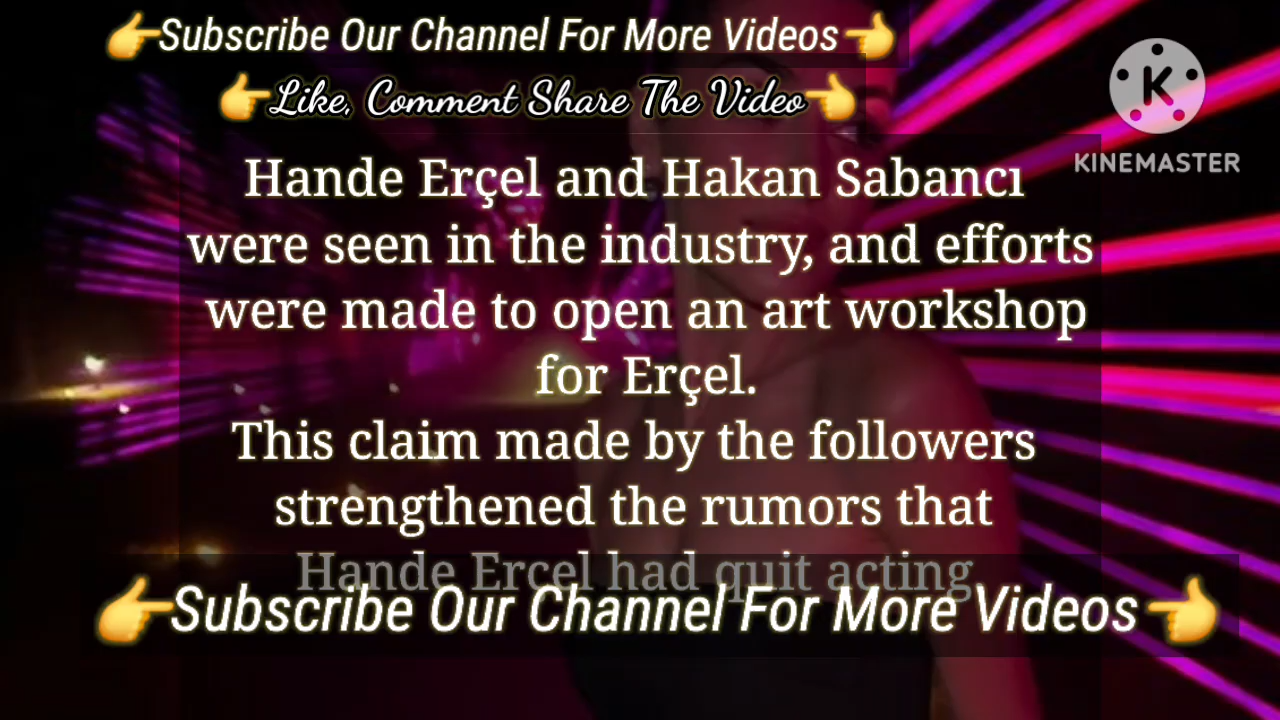 👉Subscribe Our Channel For More Videos👈
👉Like, Comment Share The Video👈
KINEMASTER
Hande Erçel and Hakan Sabancı
were seen in the industry, and efforts
were made to open an art workshop
for Erçel.
This claim made by the followers
strengthened the rumors that
Hande Erçel had quit acting.
👉Subscribe Our Channel For More Videos👈